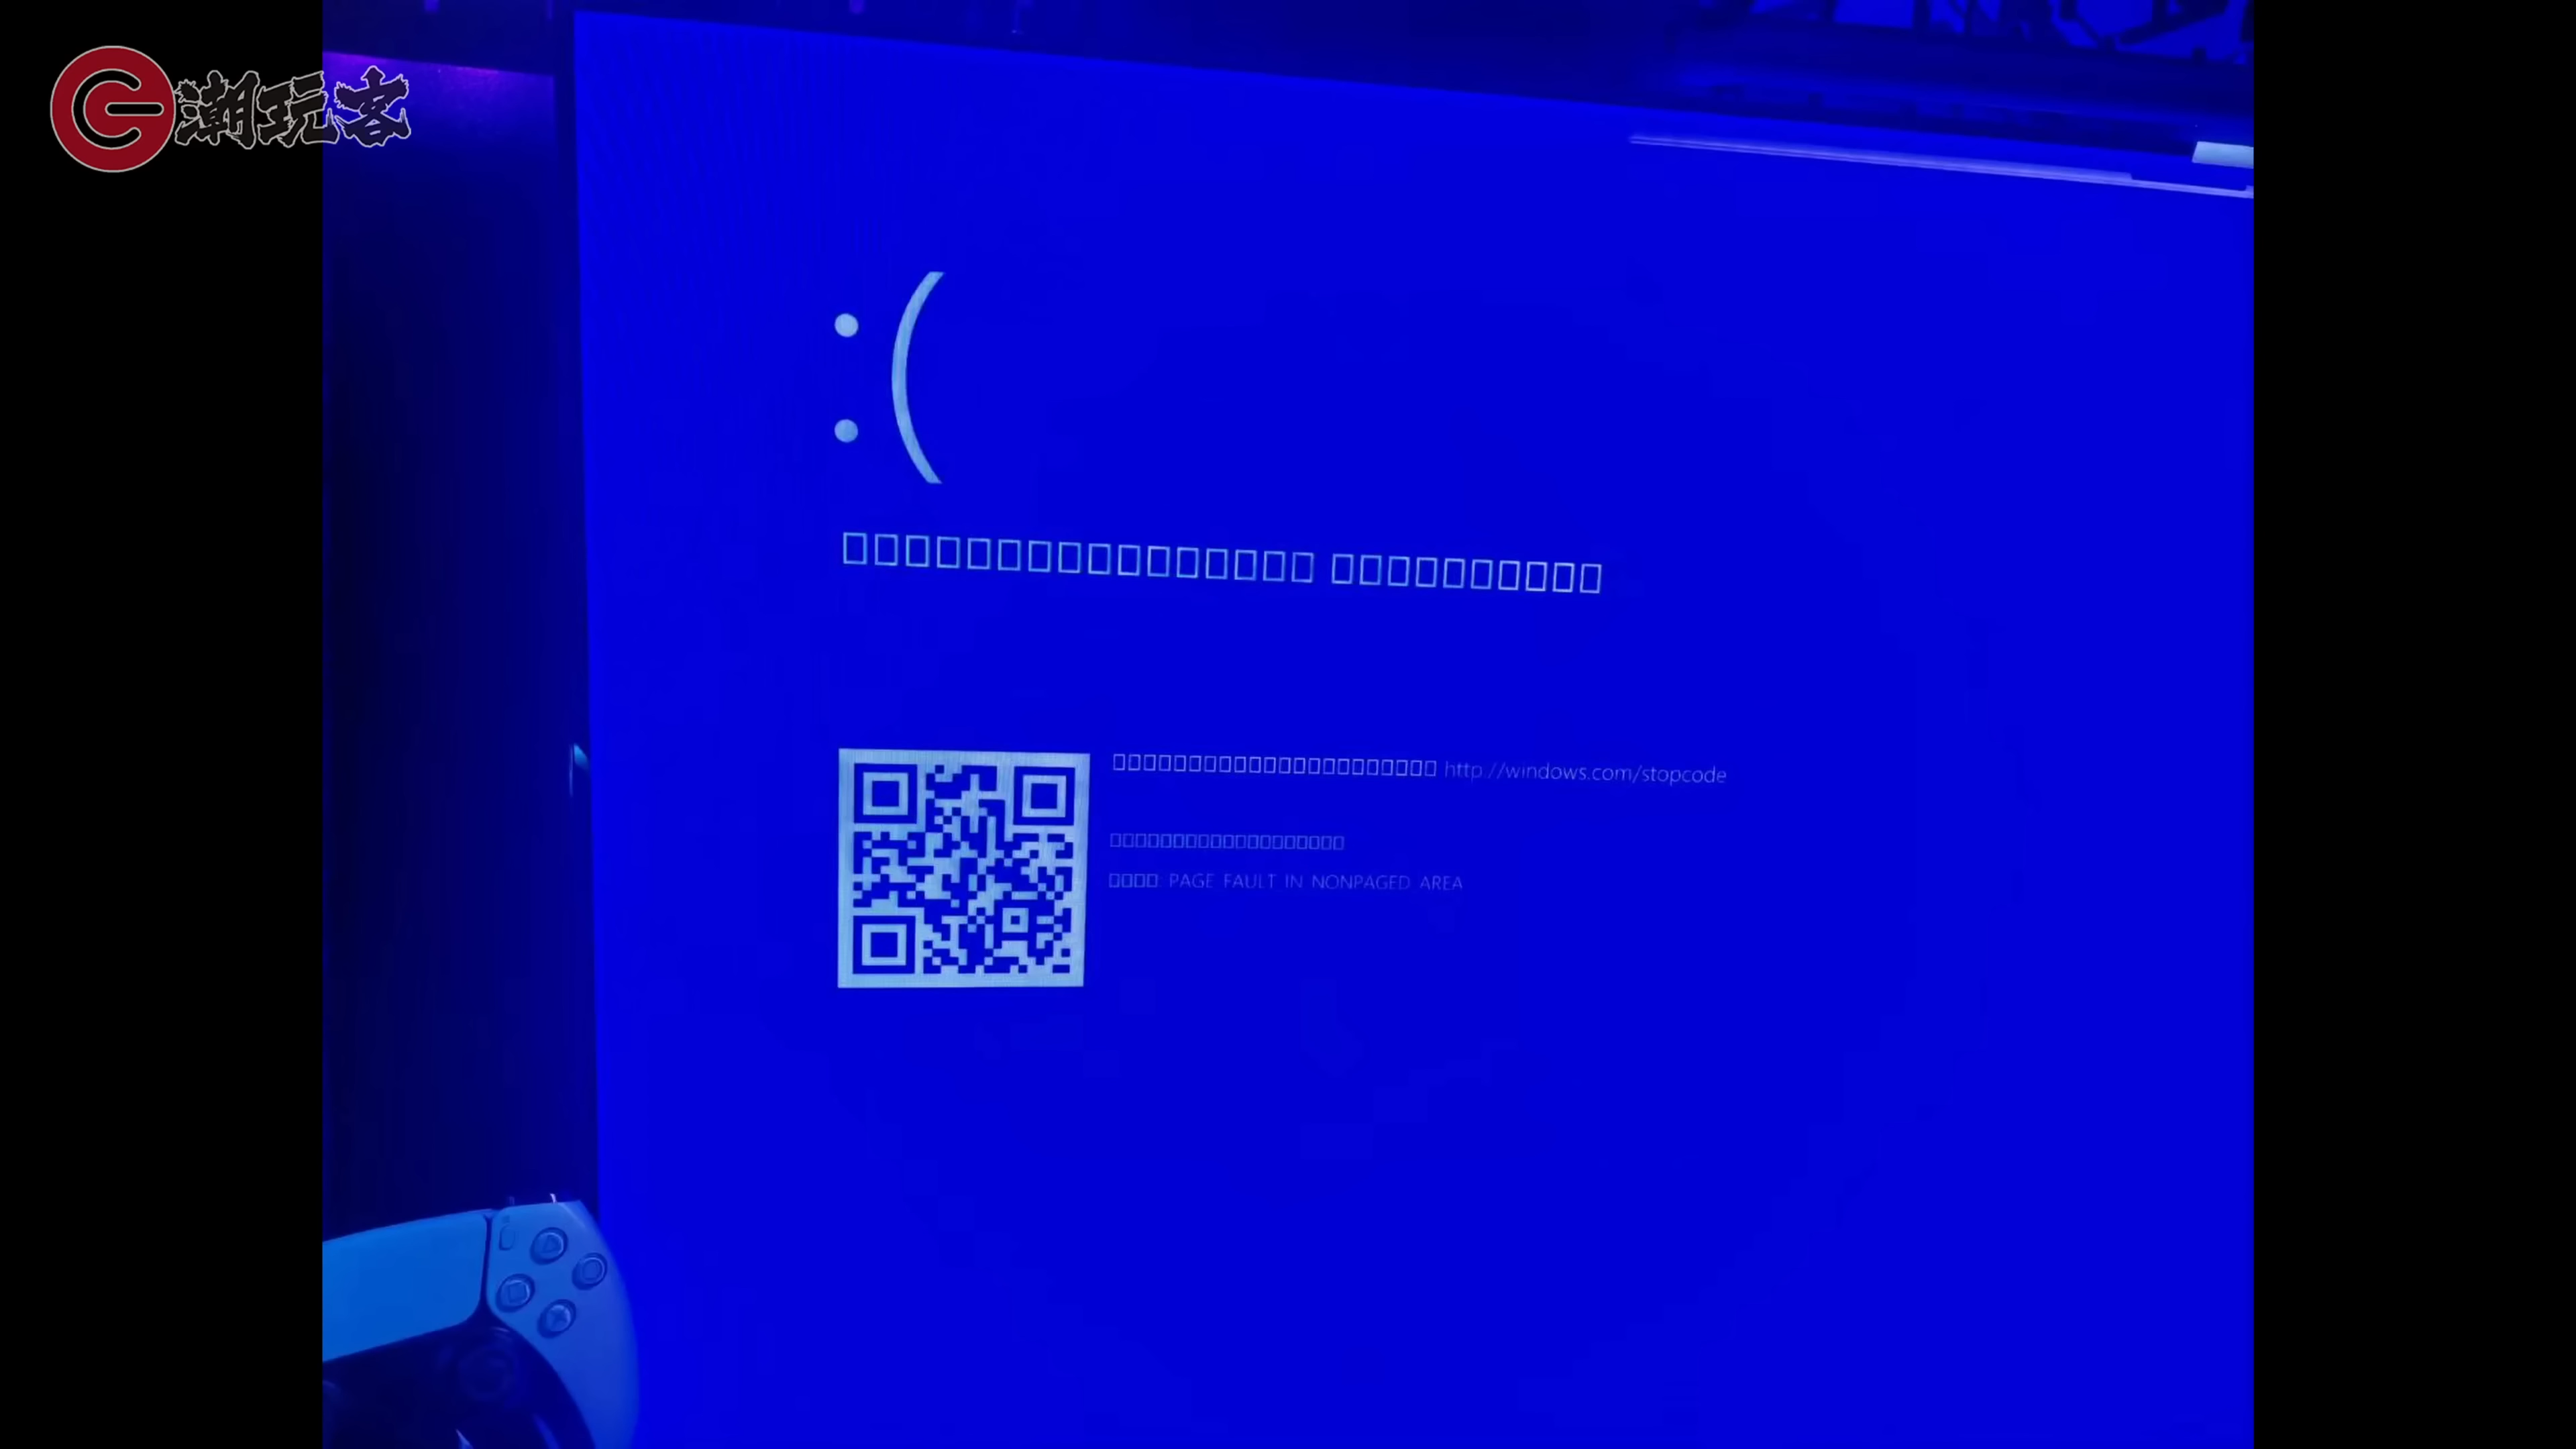 潮玩客
:(
□□□□□□□□□□□□□□□□ □□□□□□□□□□
□□□□□□□□□□□□□□□□□□□□□□ http://windows.com/stopcode
□□□□□□□□□□□□□□□□□□□
□□□□: PAGE FAULT IN NONPAGED AREA